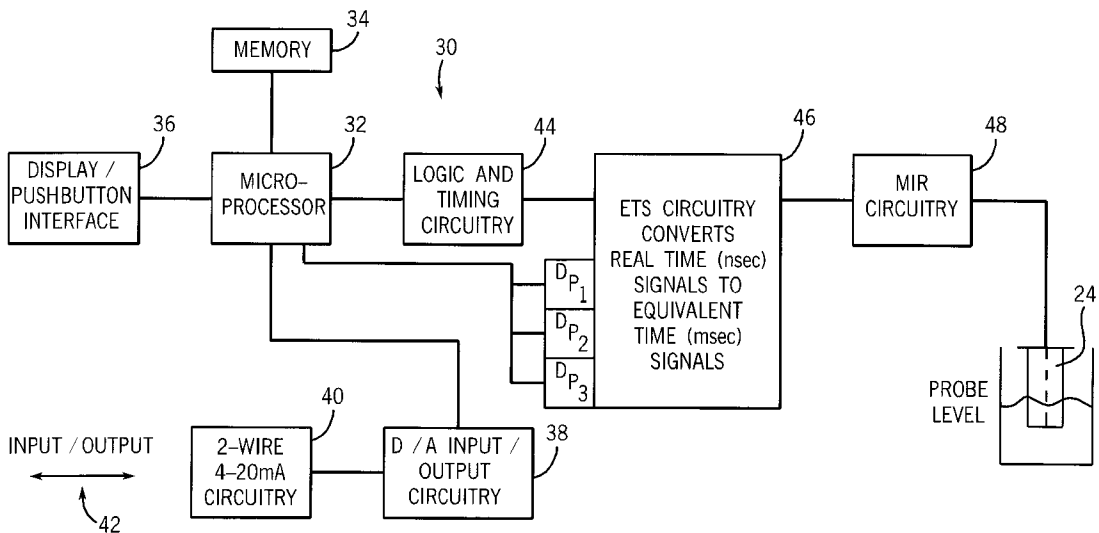 34
MEMORY
30
36
32
44
46
48
DISPLAY /
PUSHBUTTON
INTERFACE
MICRO–
PROCESSOR
LOGIC AND
TIMING
CIRCUITRY
ETS CIRCUITRY
CONVERTS
REAL TIME (nsec)
SIGNALS TO
EQUIVALENT
TIME (msec)
SIGNALS
MIR
CIRCUITRY
DP1
DP2
DP3
24
PROBE
LEVEL
40
38
INPUT / OUTPUT
42
2–WIRE
4–20mA
CIRCUITRY
D / A INPUT /
OUTPUT
CIRCUITRY